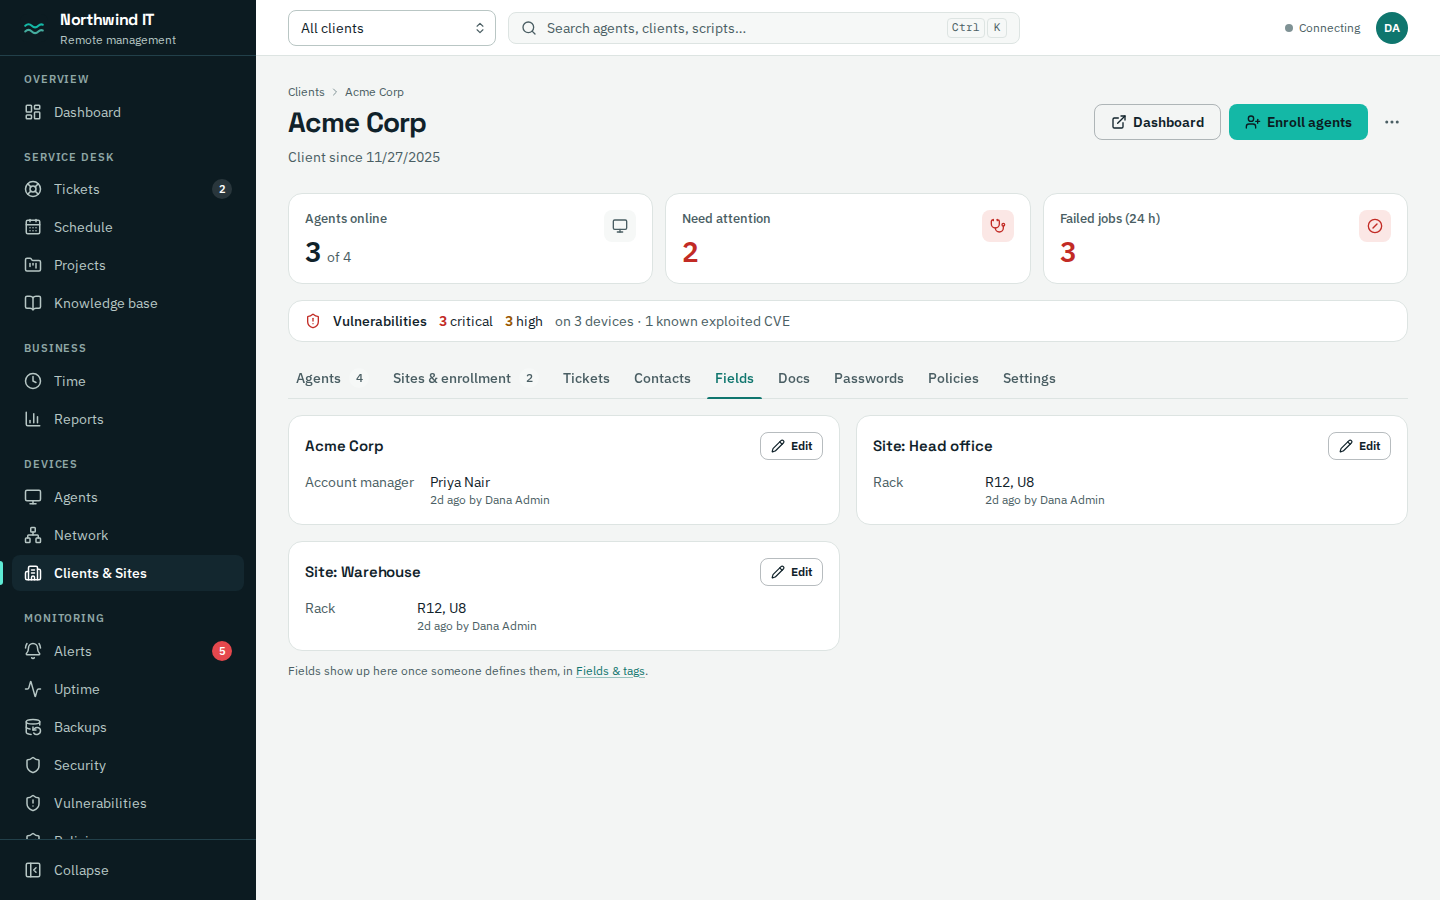 Northwind IT
Remote management
OVERVIEW
Dashboard
SERVICE DESK
Tickets 2
Schedule
Projects
Knowledge base
BUSINESS
Time
Reports
DEVICES
Agents
Network
Clients & Sites
MONITORING
Alerts 5
Uptime
Backups
Security
Vulnerabilities
Collapse
All clients
Search agents, clients, scripts...
Ctrl K
Connecting
DA
Clients > Acme Corp
Acme Corp
Client since 11/27/2025
Dashboard
Enroll agents
Agents online
3 of 4
Need attention
2
Failed jobs (24 h)
3
Vulnerabilities 3 critical 3 high on 3 devices · 1 known exploited CVE
Agents 4 Sites & enrollment 2 Tickets Contacts Fields Docs Passwords Policies Settings
Acme Corp
Edit
Account manager Priya Nair
2d ago by Dana Admin
Site: Head office
Edit
Rack R12, U8
2d ago by Dana Admin
Site: Warehouse
Edit
Rack R12, U8
2d ago by Dana Admin
Fields show up here once someone defines them, in Fields & tags.